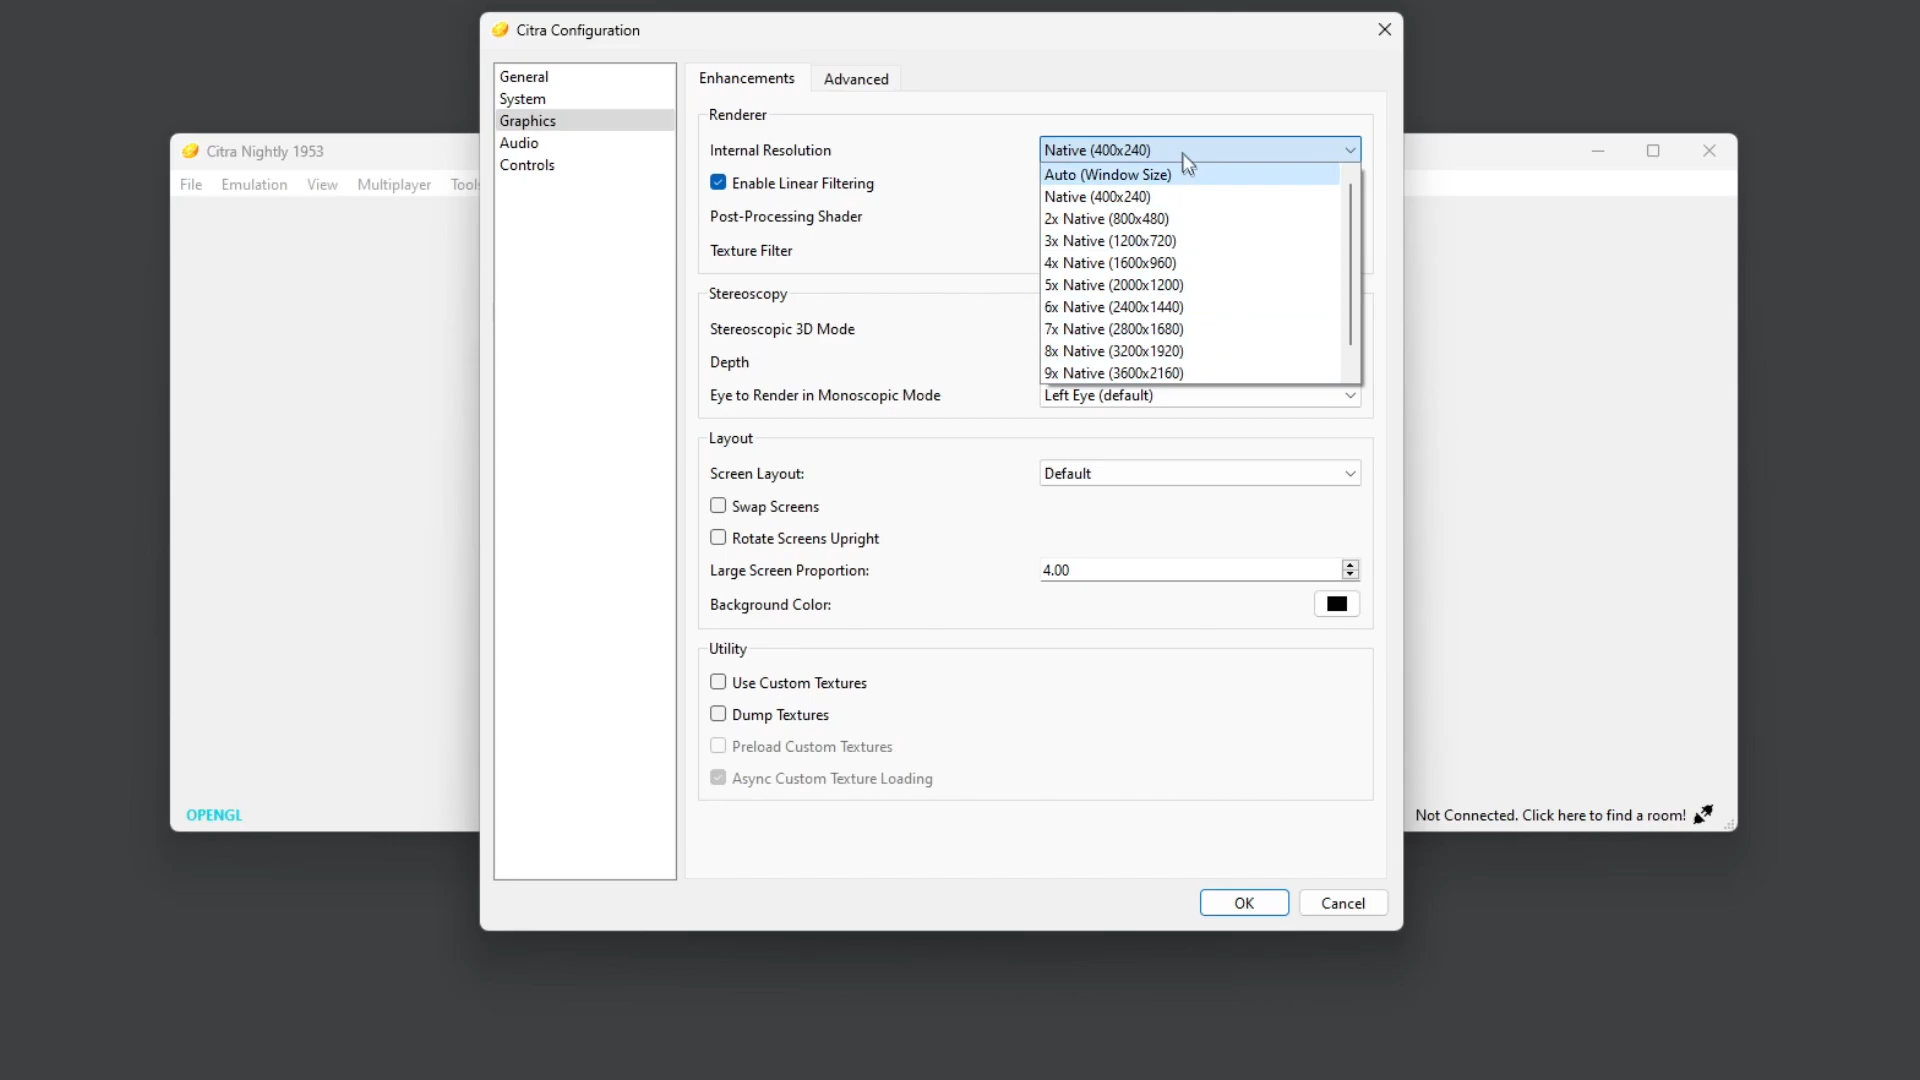 Citra Configuration
General
System
Graphics
Audio
Controls
Enhancements
Advanced
Renderer
Internal Resolution
Native (400x240)
Auto (Window Size)
Native (400x240)
2x Native (800x480)
3x Native (1200x720)
4x Native (1600x960)
5x Native (2000x1200)
6x Native (2400x1440)
7x Native (2800x1680)
8x Native (3200x1920)
9x Native (3600x2160)
Enable Linear Filtering
Post-Processing Shader
Texture Filter
Stereoscopy
Stereoscopic 3D Mode
Depth
Eye to Render in Monoscopic Mode
Left Eye (default)
Layout
Screen Layout:
Default
Swap Screens
Rotate Screens Upright
Large Screen Proportion:
4.00
Background Color:
Utility
Use Custom Textures
Dump Textures
Preload Custom Textures
Async Custom Texture Loading
OK
Cancel
Citra Nightly 1953
File Emulation View Multiplayer Tools
OPENGL
Not Connected. Click here to find a room!